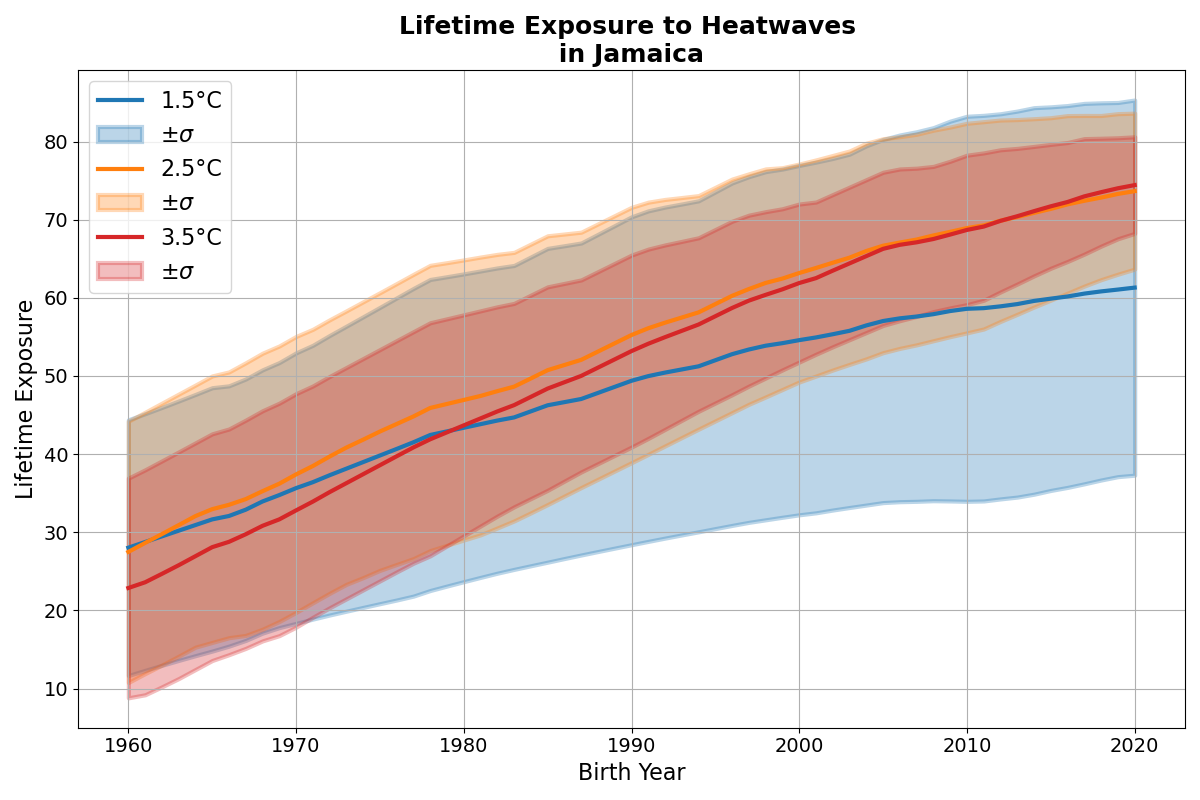 Lifetime Exposure to Heatwaves
in Jamaica
1.5°C
±σ
2.5°C
±σ
3.5°C
±σ
Lifetime Exposure
80
70
60
50
40
30
20
10
1960 1970 1980 1990 2000 2010 2020
Birth Year